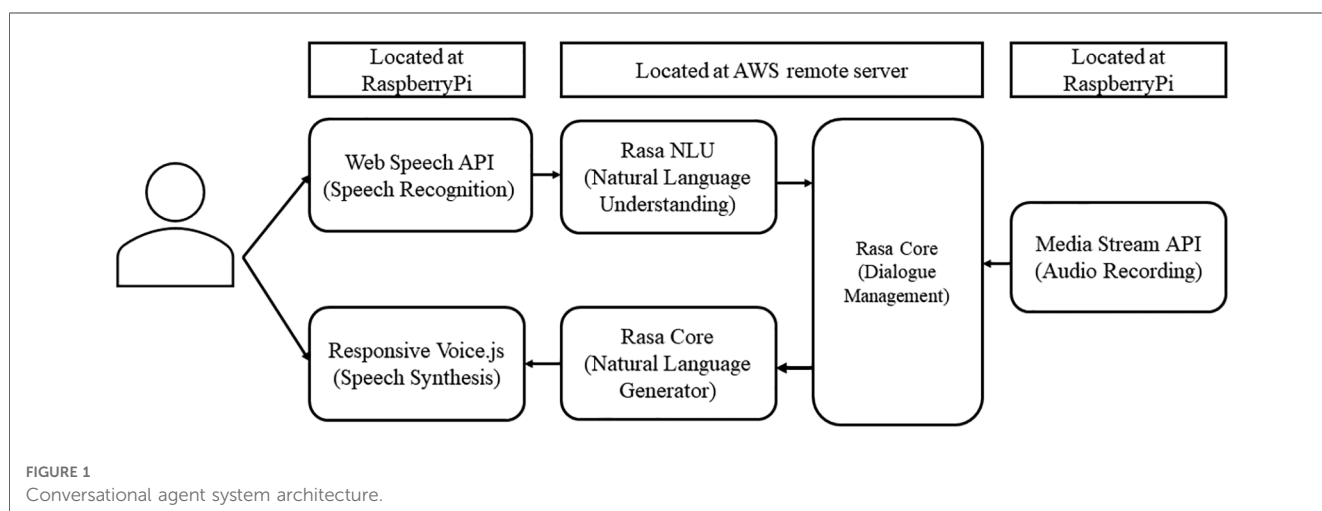 Located at
RaspberryPi
Located at AWS remote server
Located at
RaspberryPi
Web Speech API
(Speech Recognition)
Rasa NLU
(Natural Language
Understanding)
Rasa Core
(Dialogue
Management)
Media Stream API
(Audio Recording)
Responsive Voice.js
(Speech Synthesis)
Rasa Core
(Natural Language
Generator)
FIGURE 1
Conversational agent system architecture.